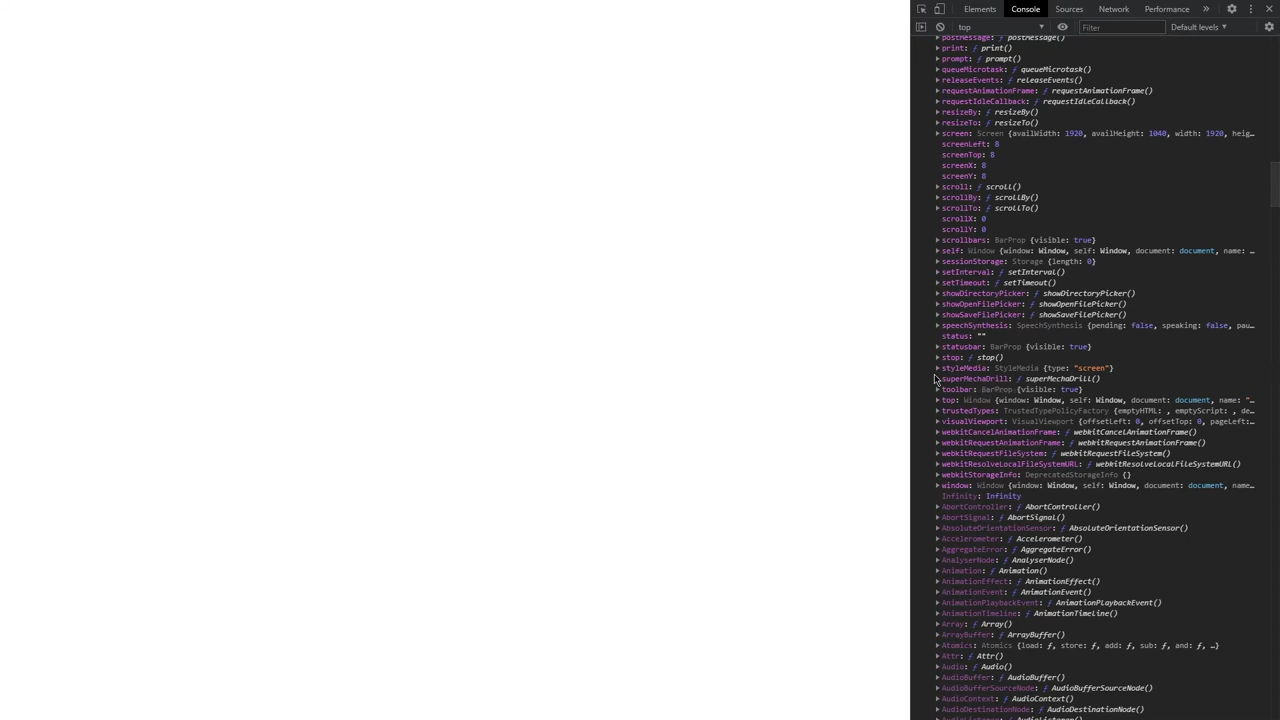 Elements Console Sources Network Performance »
top Filter Default levels
postMessage: ƒ postMessage()
print: ƒ print()
prompt: ƒ prompt()
queueMicrotask: ƒ queueMicrotask()
releaseEvents: ƒ releaseEvents()
requestAnimationFrame: ƒ requestAnimationFrame()
requestIdleCallback: ƒ requestIdleCallback()
resizeBy: ƒ resizeBy()
resizeTo: ƒ resizeTo()
screen: Screen {availWidth: 1920, availHeight: 1040, width: 1920, heig…
screenLeft: 8
screenTop: 8
screenX: 8
screenY: 8
scroll: ƒ scroll()
scrollBy: ƒ scrollBy()
scrollTo: ƒ scrollTo()
scrollX: 0
scrollY: 0
scrollbars: BarProp {visible: true}
self: Window {window: Window, self: Window, document: document, name: …
sessionStorage: Storage {length: 0}
setInterval: ƒ setInterval()
setTimeout: ƒ setTimeout()
showDirectoryPicker: ƒ showDirectoryPicker()
showOpenFilePicker: ƒ showOpenFilePicker()
showSaveFilePicker: ƒ showSaveFilePicker()
speechSynthesis: SpeechSynthesis {pending: false, speaking: false, pau…
status: ""
statusbar: BarProp {visible: true}
stop: ƒ stop()
styleMedia: StyleMedia {type: "screen"}
superMechaDrill: ƒ superMechaDrill()
toolbar: BarProp {visible: true}
top: Window {window: Window, self: Window, document: document, name: "…
trustedTypes: TrustedTypePolicyFactory {emptyHTML: , emptyScript: , de…
visualViewport: VisualViewport {offsetLeft: 0, offsetTop: 0, pageLeft:…
webkitCancelAnimationFrame: ƒ webkitCancelAnimationFrame()
webkitRequestAnimationFrame: ƒ webkitRequestAnimationFrame()
webkitRequestFileSystem: ƒ webkitRequestFileSystem()
webkitResolveLocalFileSystemURL: ƒ webkitResolveLocalFileSystemURL()
webkitStorageInfo: DeprecatedStorageInfo {}
window: Window {window: Window, self: Window, document: document, name…
Infinity: Infinity
AbortController: ƒ AbortController()
AbortSignal: ƒ AbortSignal()
AbsoluteOrientationSensor: ƒ AbsoluteOrientationSensor()
Accelerometer: ƒ Accelerometer()
AggregateError: ƒ AggregateError()
AnalyserNode: ƒ AnalyserNode()
Animation: ƒ Animation()
AnimationEffect: ƒ AnimationEffect()
AnimationEvent: ƒ AnimationEvent()
AnimationPlaybackEvent: ƒ AnimationPlaybackEvent()
AnimationTimeline: ƒ AnimationTimeline()
Array: ƒ Array()
ArrayBuffer: ƒ ArrayBuffer()
Atomics: Atomics {load: ƒ, store: ƒ, add: ƒ, sub: ƒ, and: ƒ, …}
Attr: ƒ Attr()
Audio: ƒ Audio()
AudioBuffer: ƒ AudioBuffer()
AudioBufferSourceNode: ƒ AudioBufferSourceNode()
AudioContext: ƒ AudioContext()
AudioDestinationNode: ƒ AudioDestinationNode()